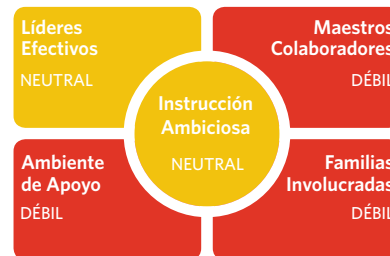 Líderes
Efectivos
NEUTRAL
Maestros
Colaboradores
DÉBIL
Instrucción
Ambiciosa
NEUTRAL
Ambiente
de Apoyo
DÉBIL
Familias
Involucradas
DÉBIL